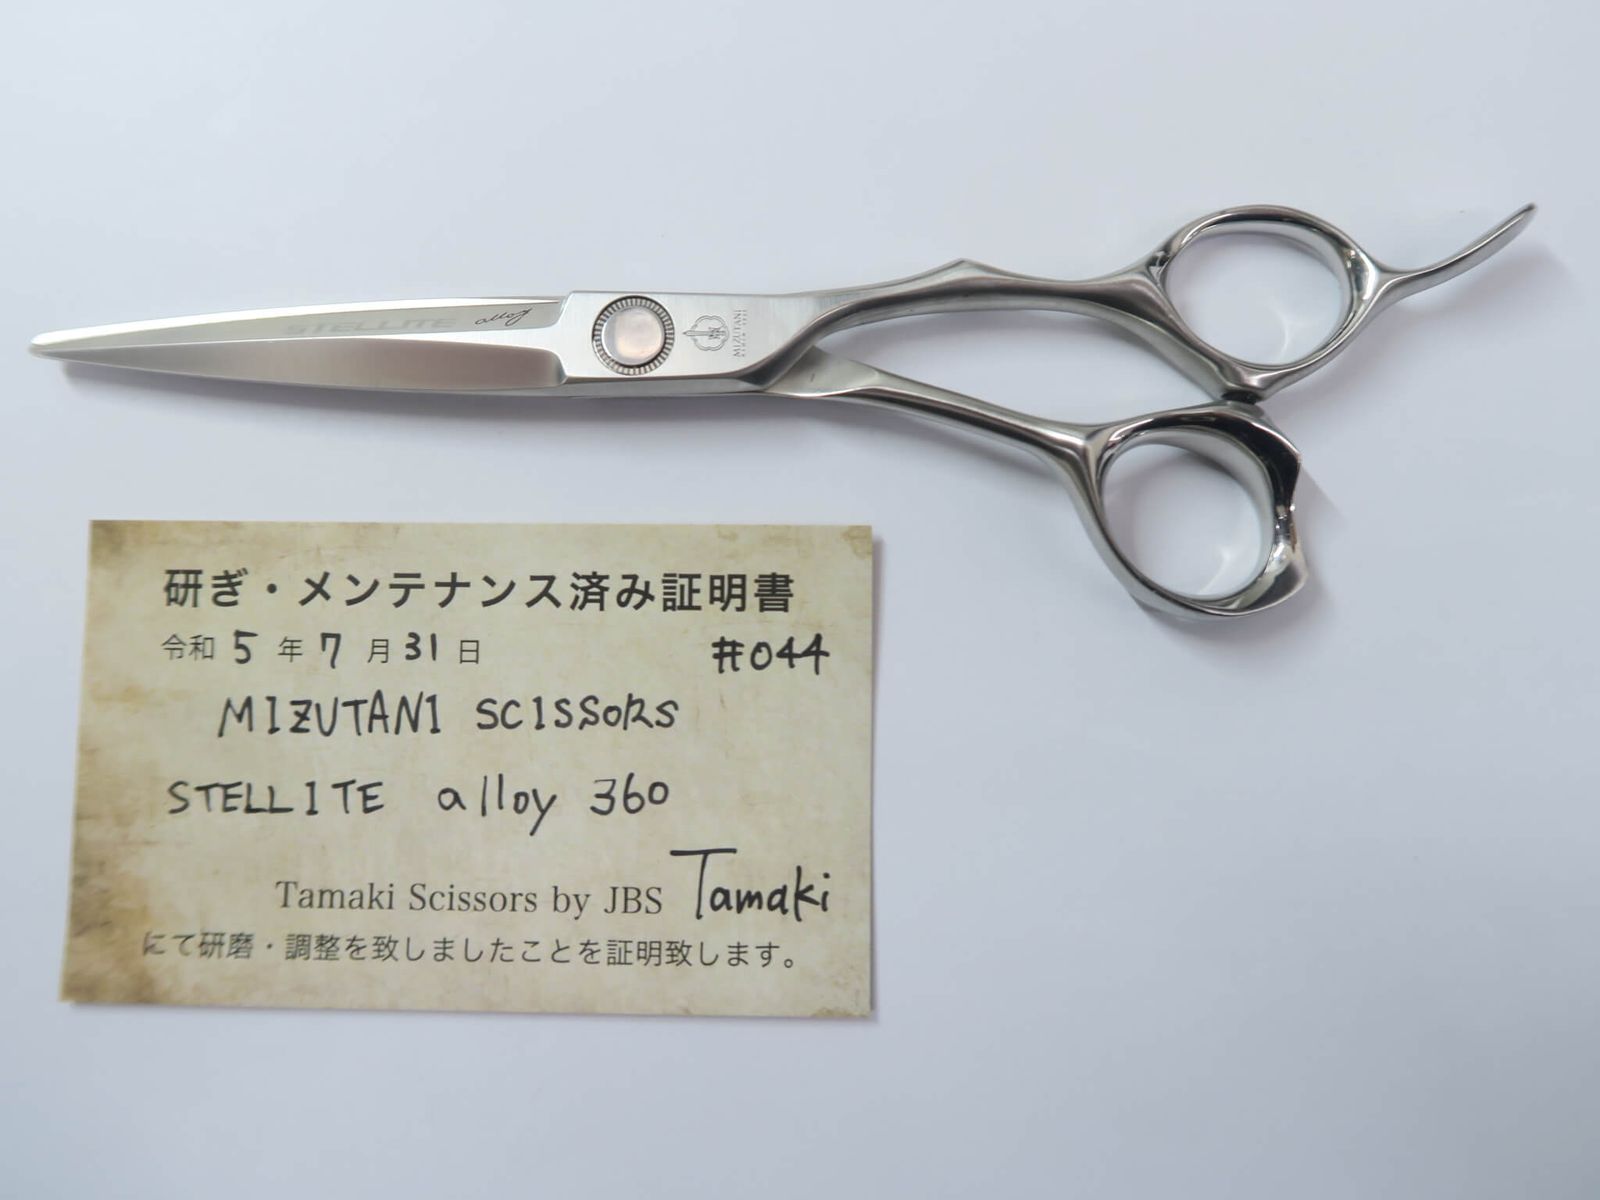 STELLITE alloy
MIZUTANI
研ぎ・メンテナンス済み証明書
令和 5 年 7 月 31 日 #044
MIZUTANI SCISSORS
STELLITE alloy 360
Tamaki Scissors by JBS Tamaki
にて研磨・調整を致しましたことを証明致します。